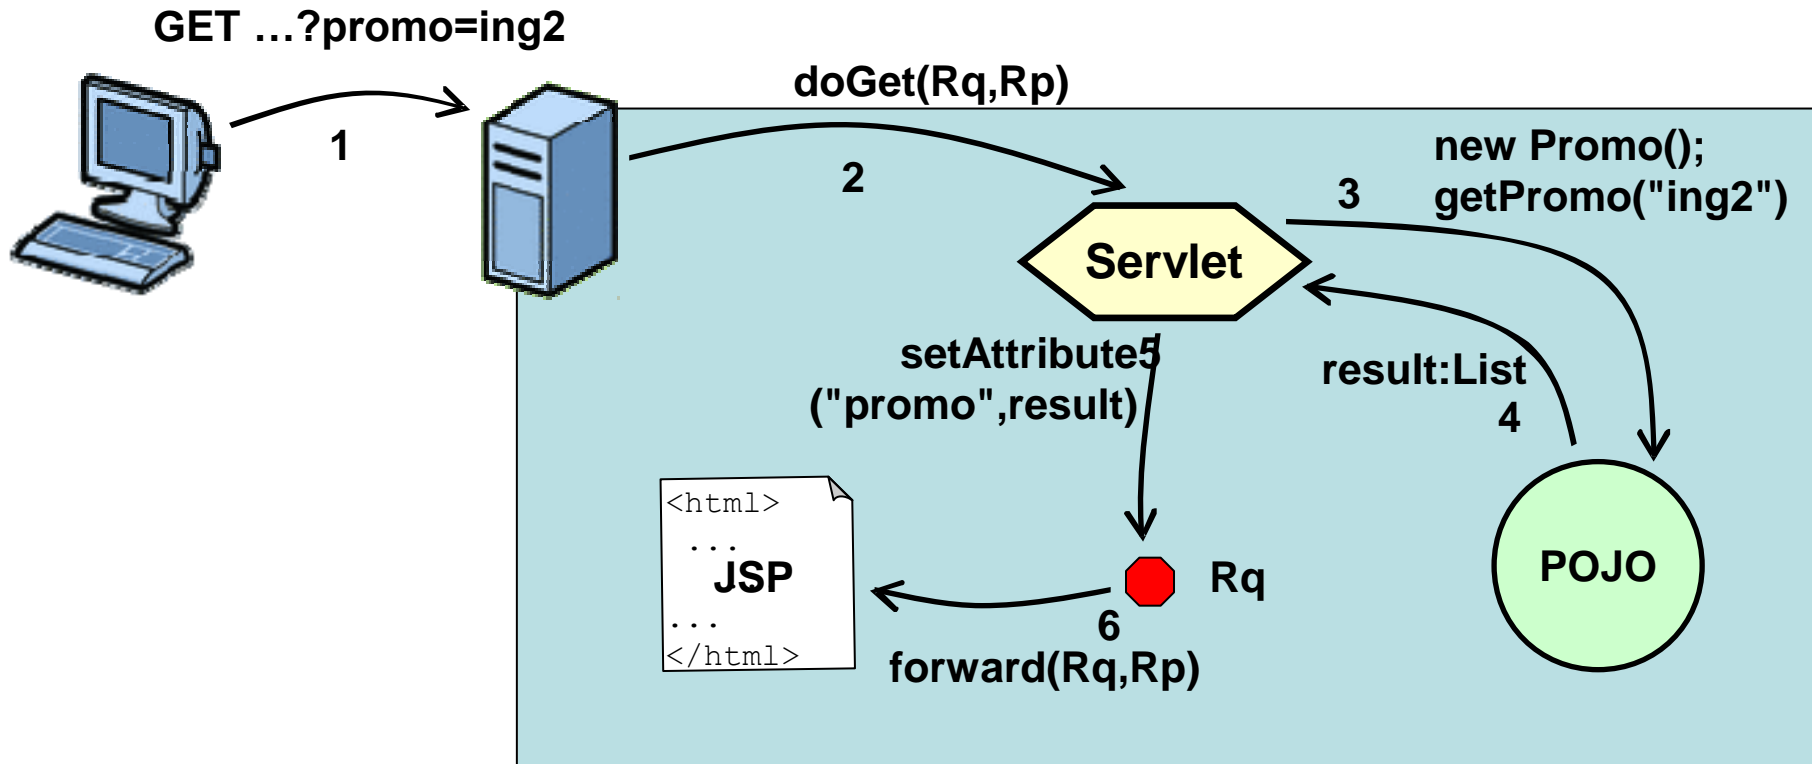 GET …?promo=ing2
doGet(Rq,Rp)
1
2
new Promo();
3
getPromo("ing2")
Servlet
setAttribute5
("promo",result)
result:List
4
<html>
...
JSP
...
</html>
Rq
POJO
6
forward(Rq,Rp)